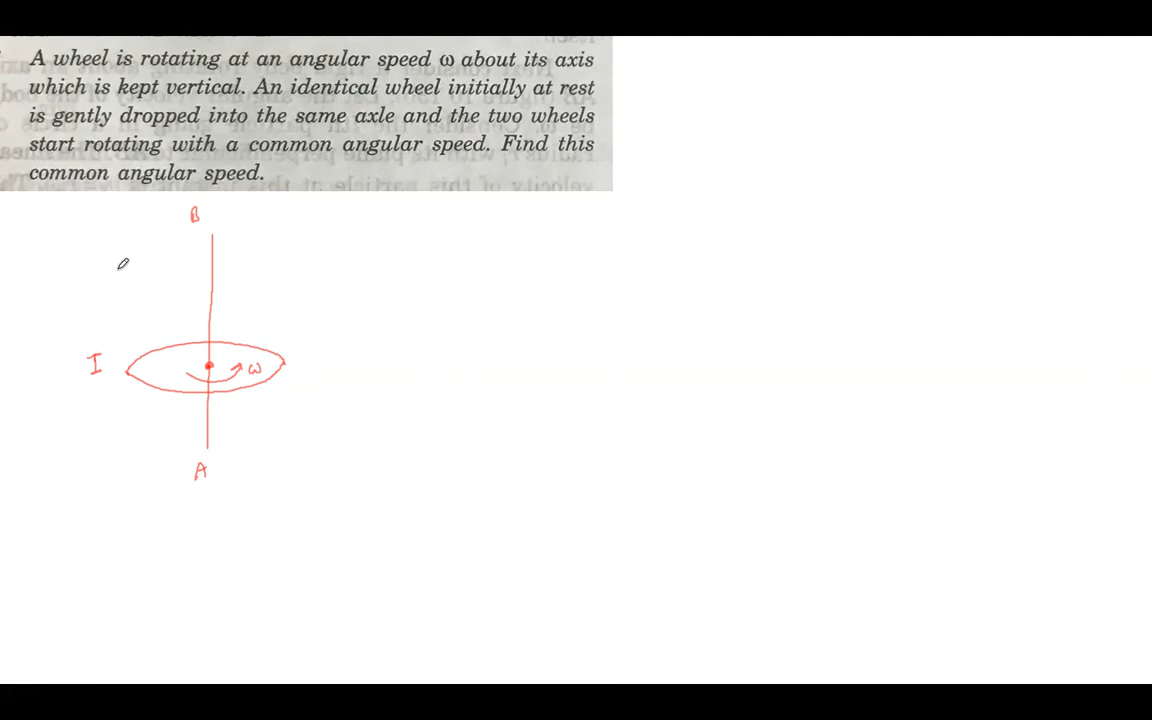 A wheel is rotating at an angular speed ω about its axis
which is kept vertical. An identical wheel initially at rest
is gently dropped into the same axle and the two wheels
start rotating with a common angular speed. Find this
common angular speed.
B
I
ω
A